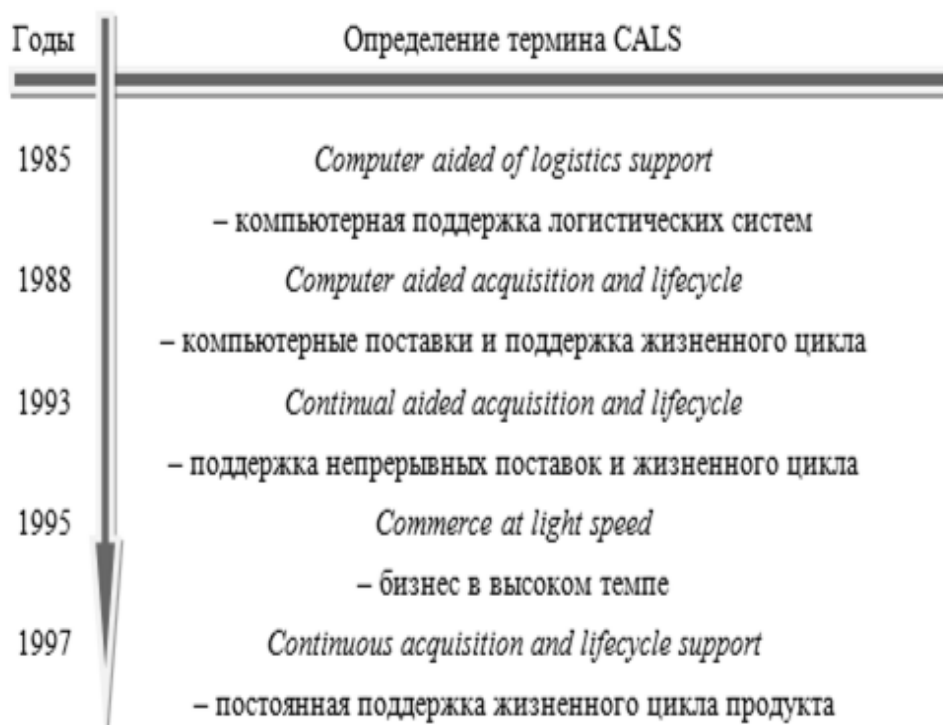 Годы Определение термина CALS
1985 Computer aided of logistics support
– компьютерная поддержка логистических систем
1988 Computer aided acquisition and lifecycle
– компьютерные поставки и поддержка жизненного цикла
1993 Continual aided acquisition and lifecycle
– поддержка непрерывных поставок и жизненного цикла
1995 Commerce at light speed
– бизнес в высоком темпе
1997 Continuous acquisition and lifecycle support
– постоянная поддержка жизненного цикла продукта